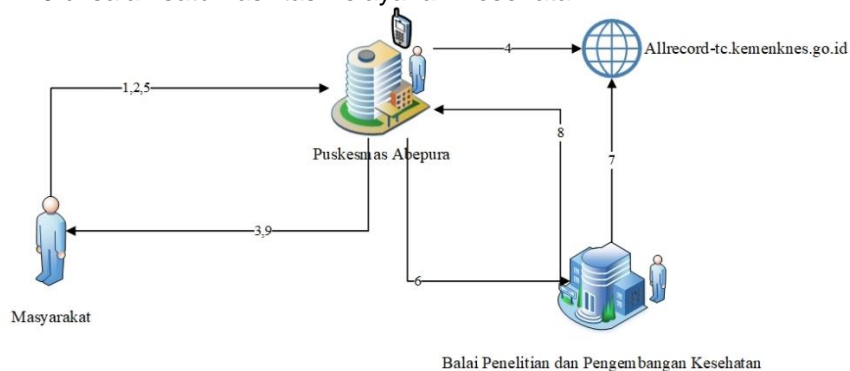 4
Allrecord-tc.kemenknes.go.id
1,2,5
8
Puskesmas Abepura
7
3,9
6
Masyarakat
Balai Penelitian dan Pengembangan Kesehatan